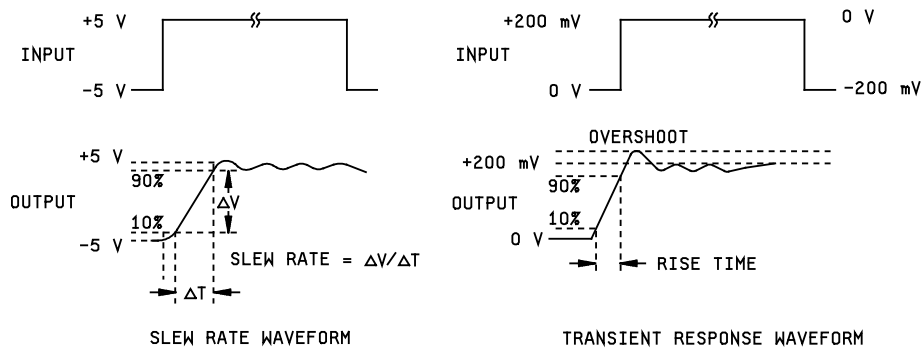 +5 V
INPUT
-5 V
+5 V
90%
OUTPUT
ΔV
10%
-5 V
SLEW RATE = ΔV/ΔT
ΔT
SLEW RATE WAVEFORM
+200 mV
0 V
INPUT
0 V
-200 mV
OVERSHOOT
+200 mV
90%
OUTPUT
10%
0 V
RISE TIME
TRANSIENT RESPONSE WAVEFORM